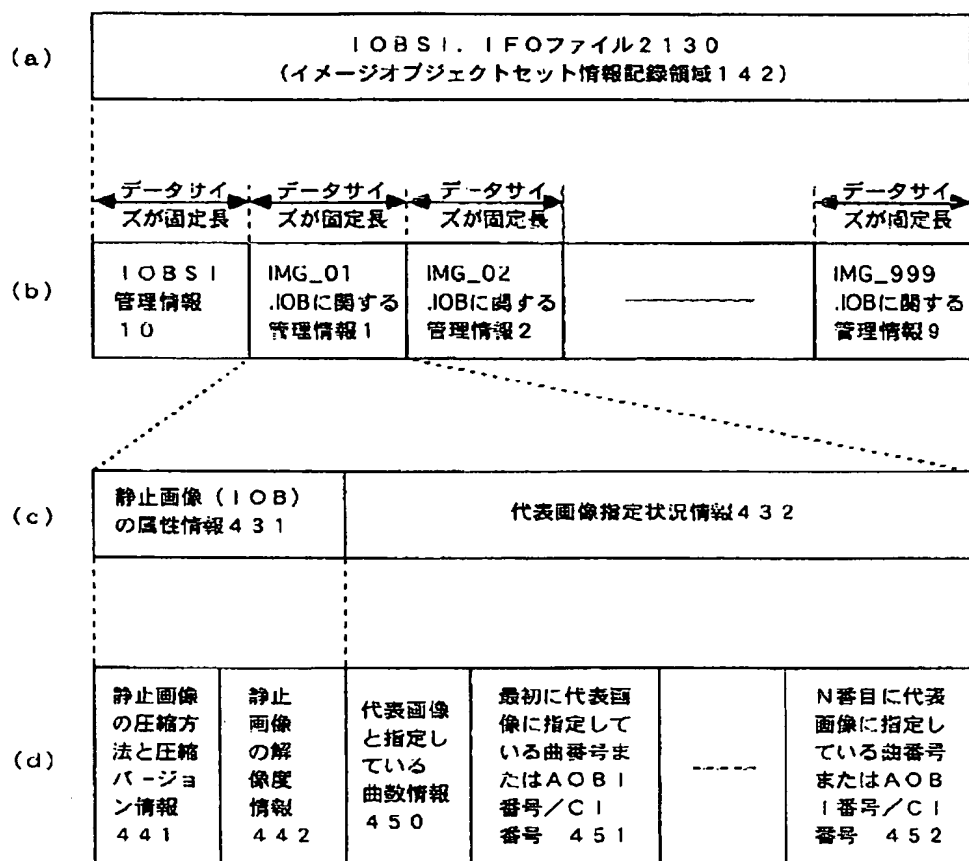 (a)
IOBSI. IFOファイル2130
(イメージオブジェクトセット情報記録領域142)
データサイ
ズが固定長
データサイ
ズが固定長
データサイ
ズが固定長
データサイ
ズが固定長
(b)
IOBSI
管理情報
10
IMG_01
.IOBに関する
管理情報1
IMG_02
.IOBに関する
管理情報2
IMG_999
.IOBに関する
管理情報9
(c)
静止画像(IOB)
の属性情報431
代表画像指定状況情報432
(d)
静止画像
の圧縮方
法と圧縮
バージョ
ン情報
441
静止
画像
の解
像度
情報
442
代表画像
と指定し
ている
曲数情報
450
最初に代表画
像に指定して
いる曲番号ま
たはAOBI
番号/CI
番号 451
N番目に代表
画像に指定し
ている曲番号
またはAOB
I番号/CI
番号 452